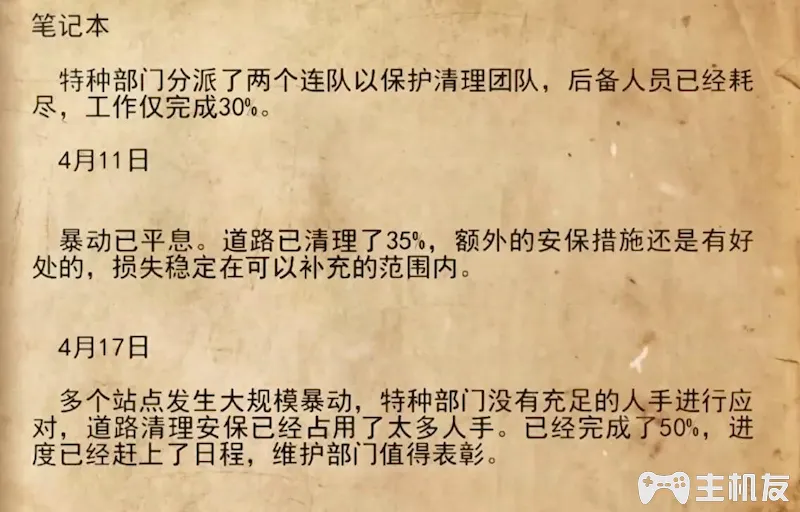 笔记本
特种部门分派了两个连队以保护清理团队，后备人员已经耗
尽，工作仅完成30%。
4月11日
暴动已平息。道路已清理了35%，额外的安保措施还是有好
处的，损失稳定在可以补充的范围内。
4月17日
多个站点发生大规模暴动，特种部门没有充足的人手进行应
对，道路清理安保已经占用了太多人手。已经完成了50%，进
度已经赶上了日程，维护部门值得表彰。
主机友